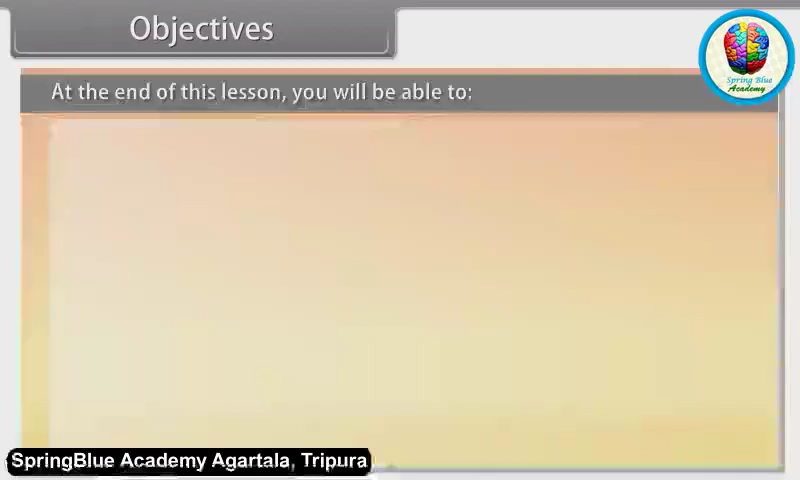 Objectives
Spring Blue
Academy
At the end of this lesson, you will be able to:
SpringBlue Academy Agartala, Tripura